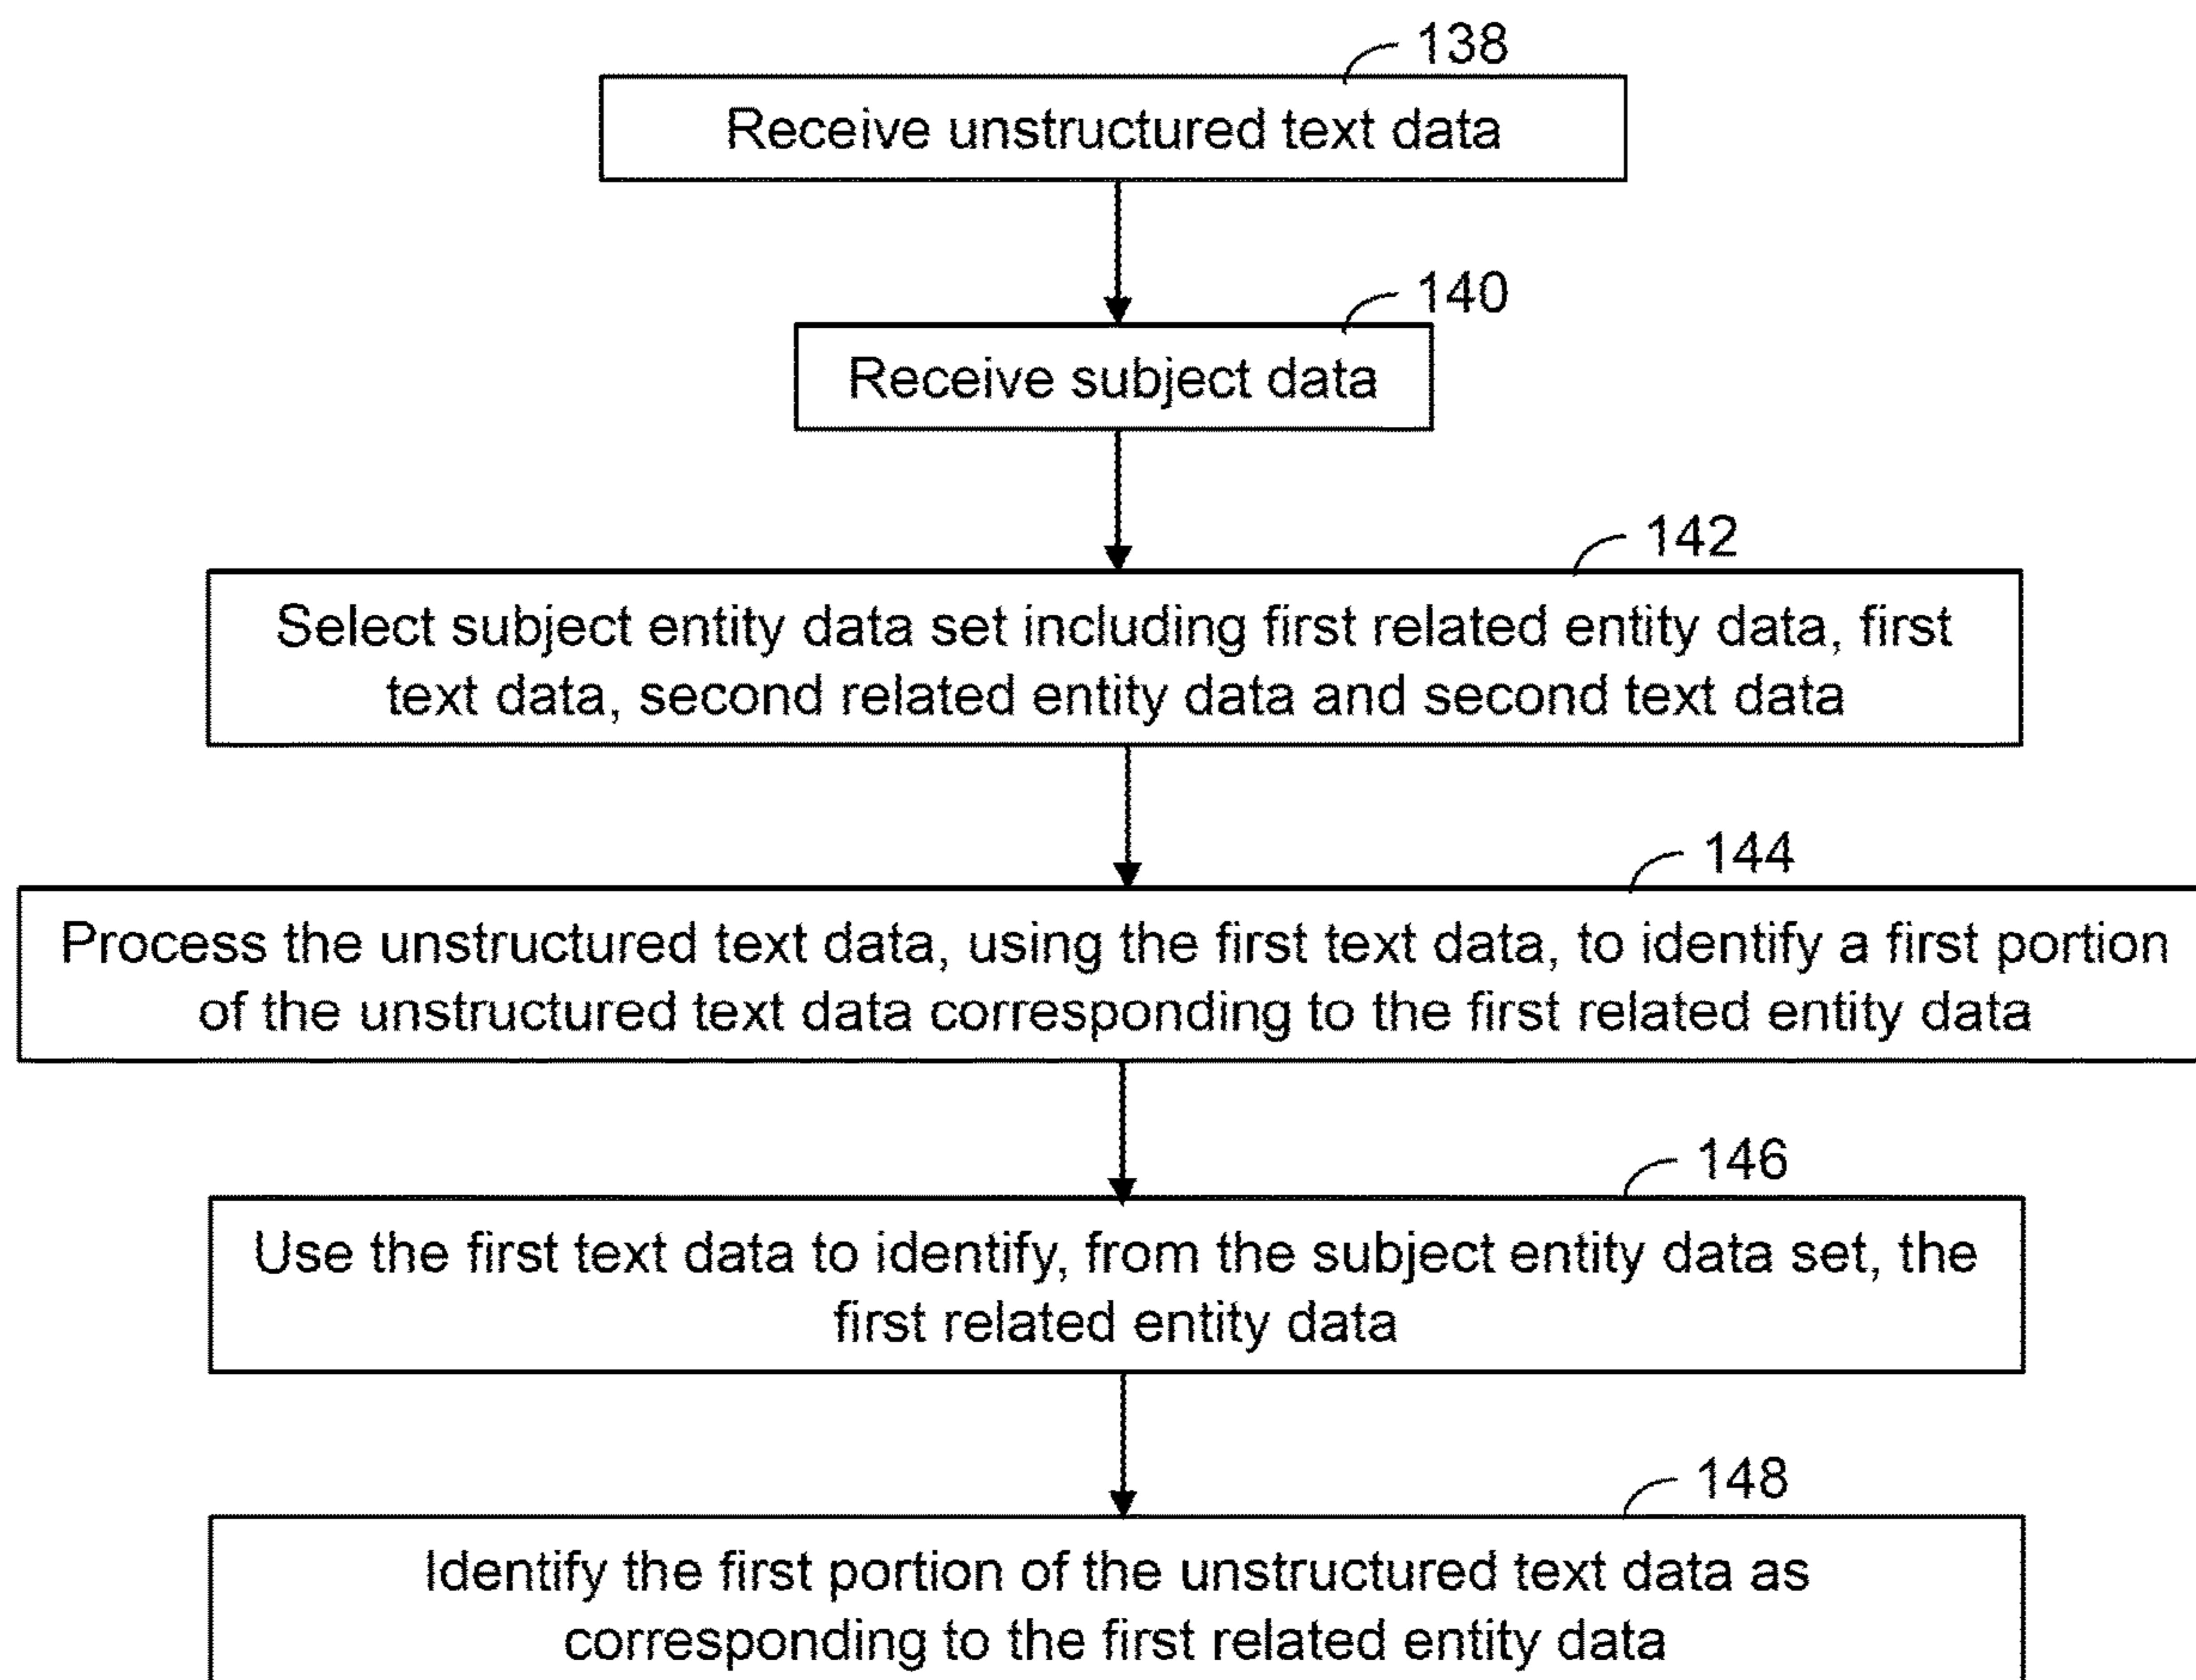 138
Receive unstructured text data
140
Receive subject data
142
Select subject entity data set including first related entity data, first
text data, second related entity data and second text data
144
Process the unstructured text data, using the first text data, to identify a first portion
of the unstructured text data corresponding to the first related entity data
146
Use the first text data to identify, from the subject entity data set, the
first related entity data
148
Identify the first portion of the unstructured text data as
corresponding to the first related entity data